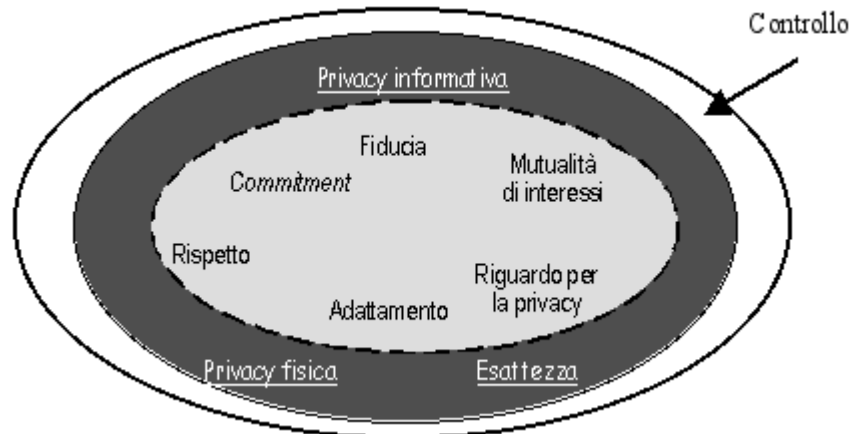 Controllo
Privacy informativa
Fiducia
Mutualità
di interessi
Commitment
Rispetto
Riguardo per
la privacy
Adattamento
Privacy fisica
Esattezza